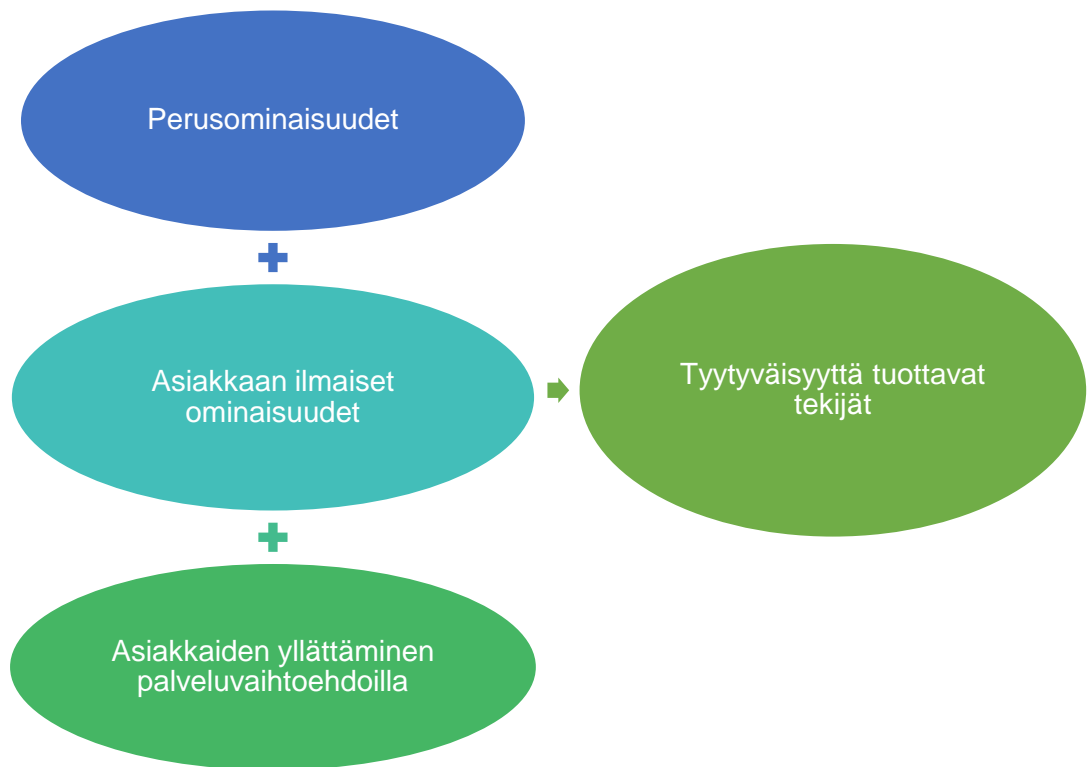 Perusominaisuudet
Asiakkaan ilmaiset
ominaisuudet
Tyytyväisyyttä tuottavat
tekijät
Asiakkaiden yllättäminen
palveluvaihtoehdoilla